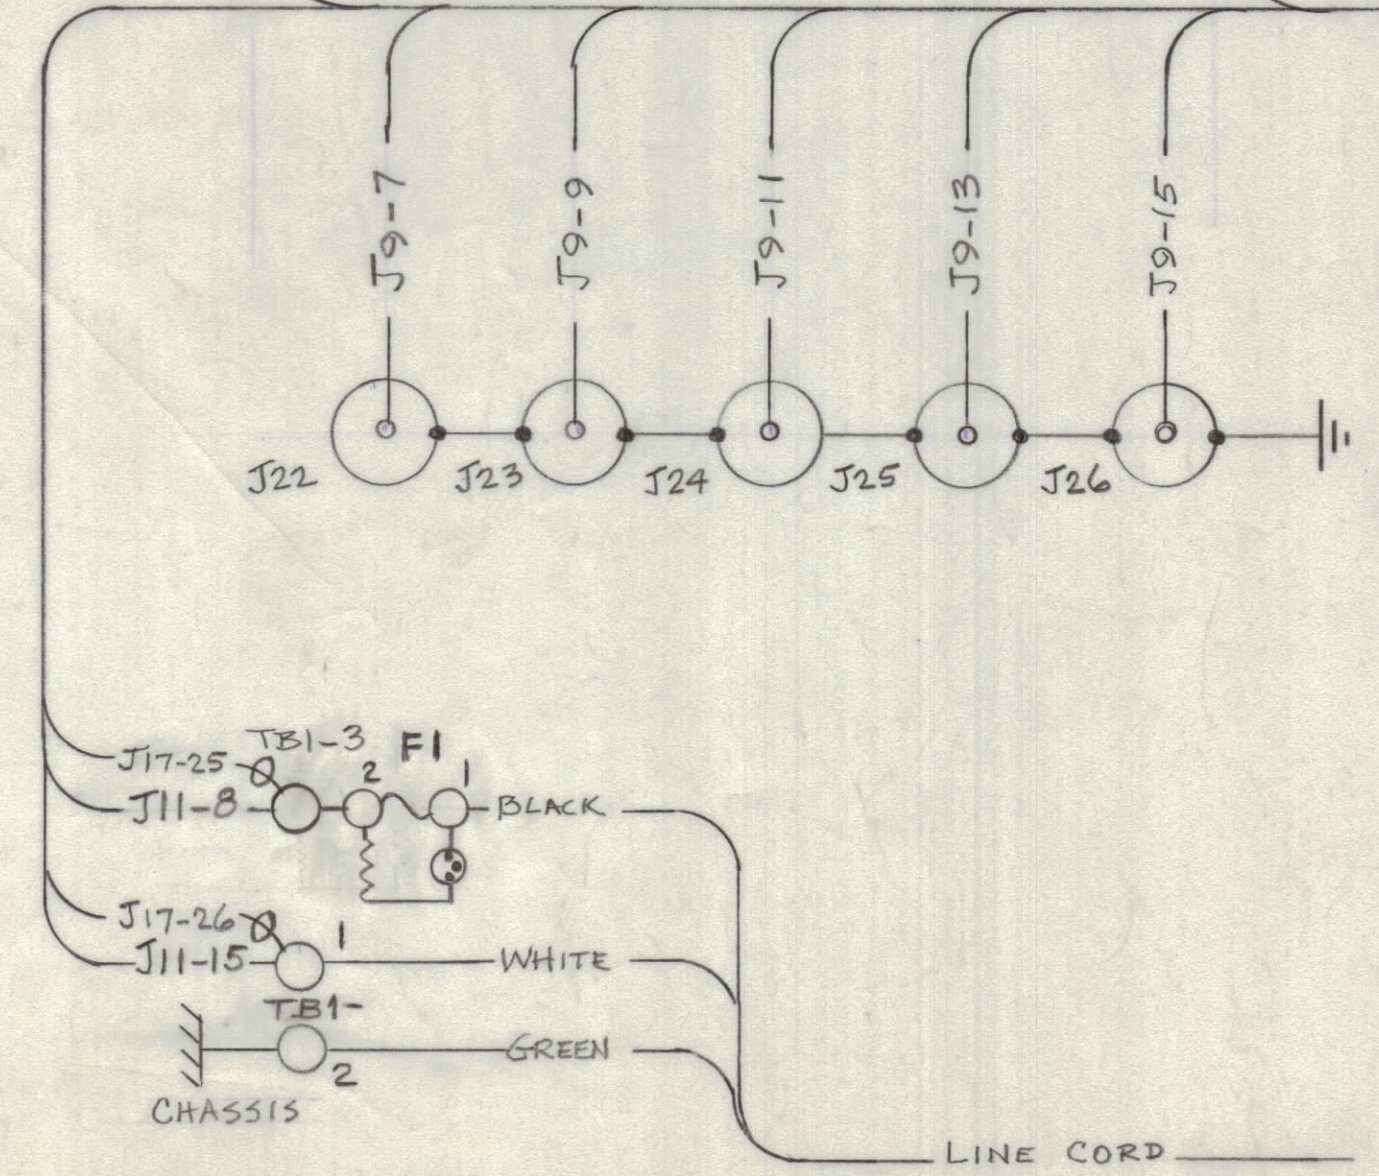 J9-7
J9-9
J9-11
J9-13
J9-15
J22
J23
J24
J25
J26
TB1-3 F1
J17-25
2 1
J11-8
BLACK
J17-26
1
J11-15
WHITE
TB1-
GREEN
2
CHASSIS
LINE CORD